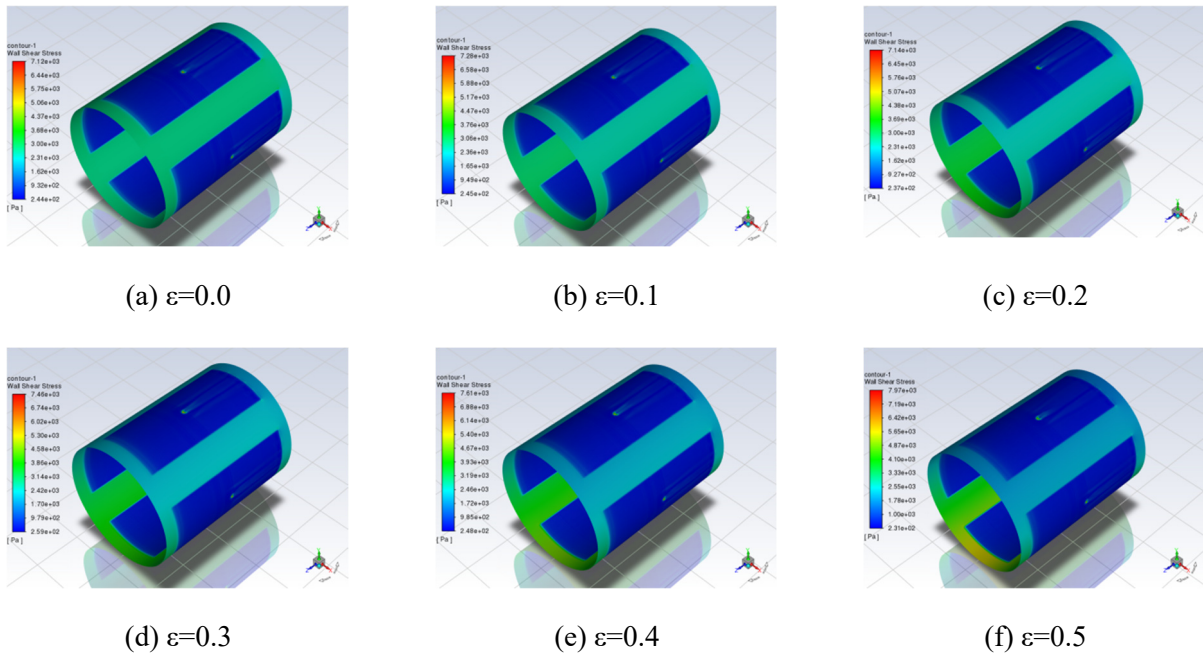 contour-1
Wall Shear Stress
7.12e+03
6.44e+03
5.75e+03
5.06e+03
4.37e+03
3.68e+03
3.00e+03
2.31e+03
1.62e+03
9.32e+02
2.44e+02
[ Pa ]
(a) ε=0.0
contour-1
Wall Shear Stress
7.28e+03
6.58e+03
5.88e+03
5.17e+03
4.47e+03
3.76e+03
3.06e+03
2.36e+03
1.65e+03
9.49e+02
2.45e+02
[ Pa ]
(b) ε=0.1
contour-1
Wall Shear Stress
7.14e+03
6.45e+03
5.76e+03
5.07e+03
4.38e+03
3.69e+03
3.00e+03
2.31e+03
1.62e+03
9.27e+02
2.37e+02
[ Pa ]
(c) ε=0.2
contour-1
Wall Shear Stress
7.46e+03
6.74e+03
6.02e+03
5.30e+03
4.58e+03
3.86e+03
3.14e+03
2.42e+03
1.70e+03
9.79e+02
2.59e+02
[ Pa ]
(d) ε=0.3
contour-1
Wall Shear Stress
7.61e+03
6.88e+03
6.14e+03
5.40e+03
4.67e+03
3.93e+03
3.19e+03
2.46e+03
1.72e+03
9.85e+02
2.48e+02
[ Pa ]
(e) ε=0.4
contour-1
Wall Shear Stress
7.97e+03
7.19e+03
6.42e+03
5.65e+03
4.87e+03
4.10e+03
3.33e+03
2.55e+03
1.78e+03
1.00e+03
2.31e+02
[ Pa ]
(f) ε=0.5